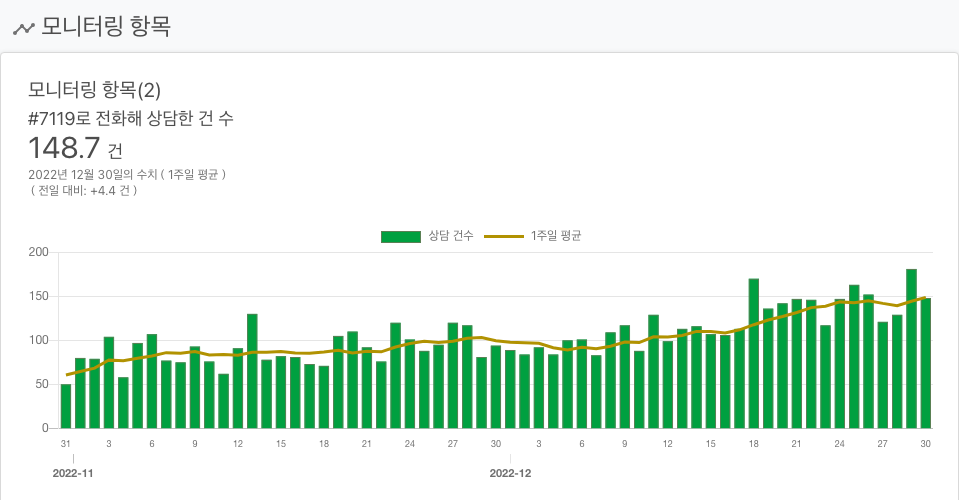 모니터링 항목
모니터링 항목(2)
#7119로 전화해 상담한 건 수
148.7 건
2022년 12월 30일의 수치 ( 1주일 평균 )
( 전일 대비: +4.4 건 )
상담 건수 1주일 평균
200
150
100
50
0
31 3 6 9 12 15 18 21 24 27 30 3 6 9 12 15 18 21 24 27 30
2022-11 2022-12